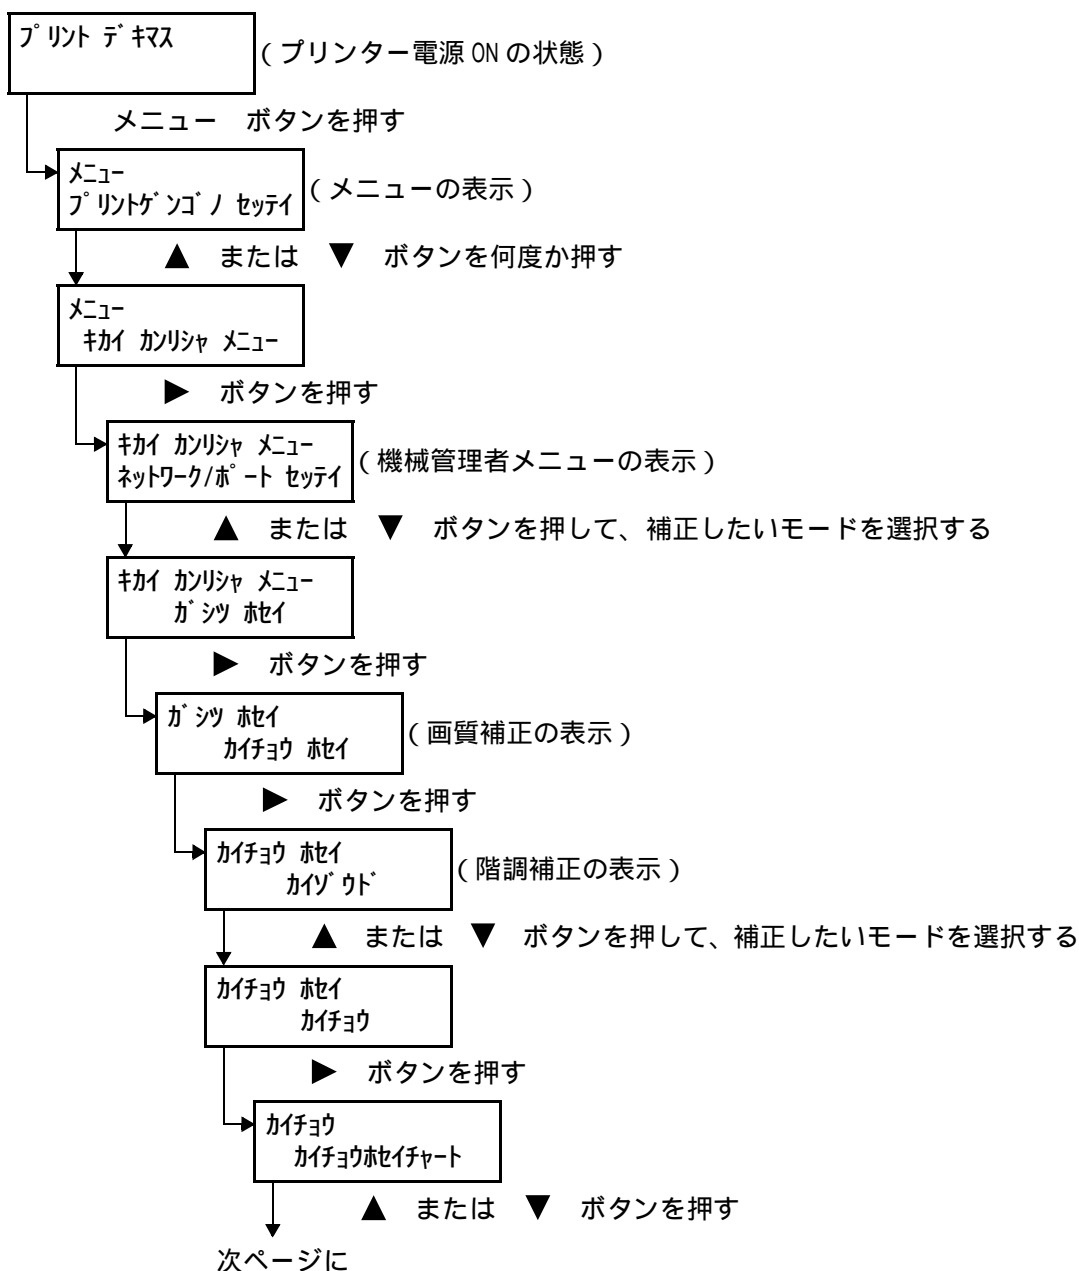 ﾌﾟﾘﾝﾄ ﾃﾞｷﾏｽ
(プリンター電源 ON の状態)
メニュー ボタンを押す
ﾒﾆｭｰ
ﾌﾟﾘﾝﾄｹﾞﾝｺﾞﾉ ｾｯﾃｲ
(メニューの表示)
▲ または ▼ ボタンを何度か押す
ﾒﾆｭｰ
ｷｶｲ ｶﾝﾘｼｬ ﾒﾆｭｰ
▶ ボタンを押す
ｷｶｲ ｶﾝﾘｼｬ ﾒﾆｭｰ
ﾈｯﾄﾜｰｸ/ﾎﾟｰﾄ ｾｯﾃｲ
(機械管理者メニューの表示)
▲ または ▼ ボタンを押して、補正したいモードを選択する
ｷｶｲ ｶﾝﾘｼｬ ﾒﾆｭｰ
ｶﾞｼﾂ ﾎｾｲ
▶ ボタンを押す
ｶﾞｼﾂ ﾎｾｲ
ｶｲﾁｮｳ ﾎｾｲ
(画質補正の表示)
▶ ボタンを押す
ｶｲﾁｮｳ ﾎｾｲ
ｶｲｿﾞｳﾄﾞ
(階調補正の表示)
▲ または ▼ ボタンを押して、補正したいモードを選択する
ｶｲﾁｮｳ ﾎｾｲ
ｶｲﾁｮｳ
▶ ボタンを押す
ｶｲﾁｮｳ
ｶｲﾁｮｳﾎｾｲﾁｬｰﾄ
▲ または ▼ ボタンを押す
次ページに